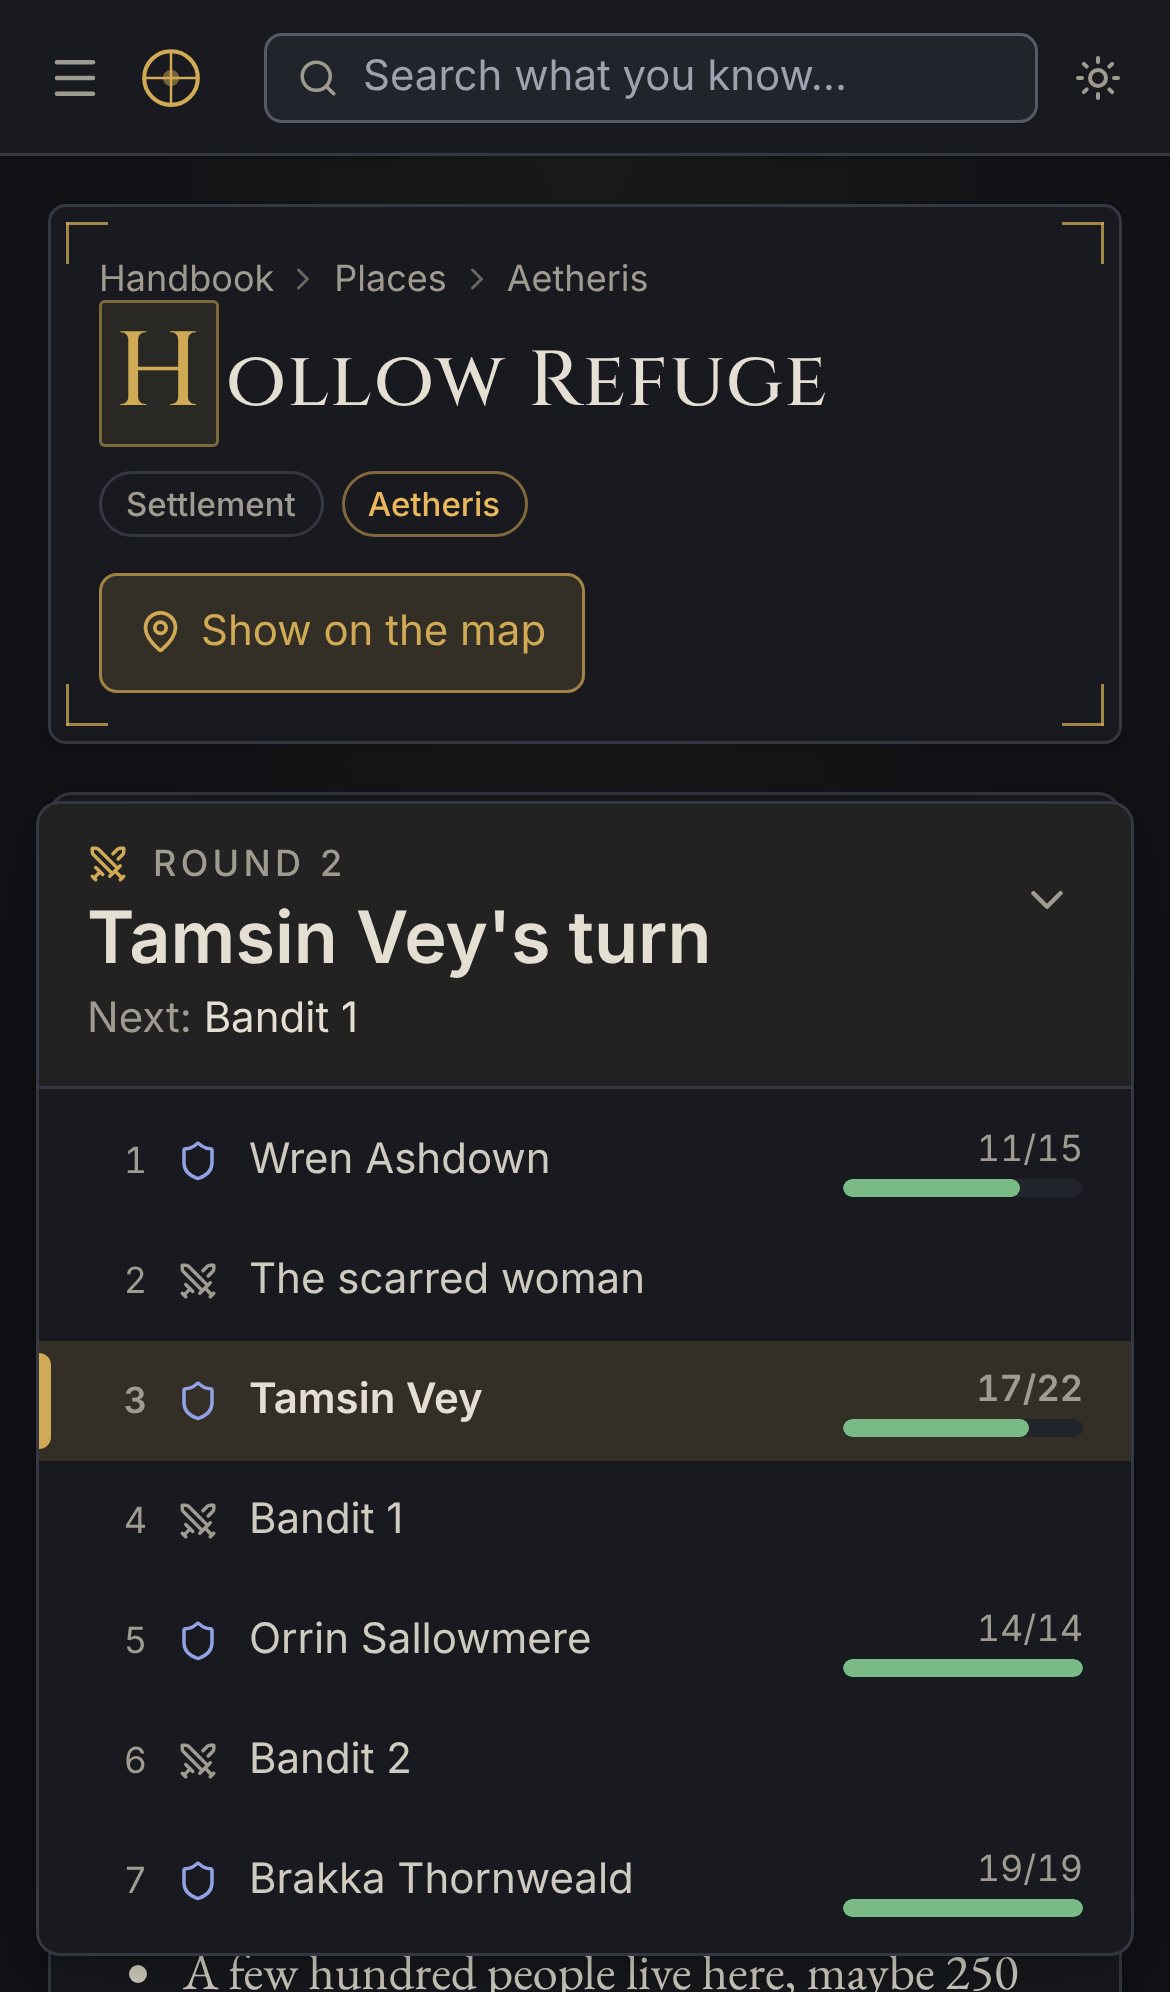 Search what you know...
Handbook > Places > Aetheris
Hollow Refuge
Settlement Aetheris
Show on the map
ROUND 2
Tamsin Vey's turn
Next: Bandit 1
1 Wren Ashdown 11/15
2 The scarred woman
3 Tamsin Vey 17/22
4 Bandit 1
5 Orrin Sallowmere 14/14
6 Bandit 2
7 Brakka Thornweald 19/19
• A few hundred people live here, maybe 250